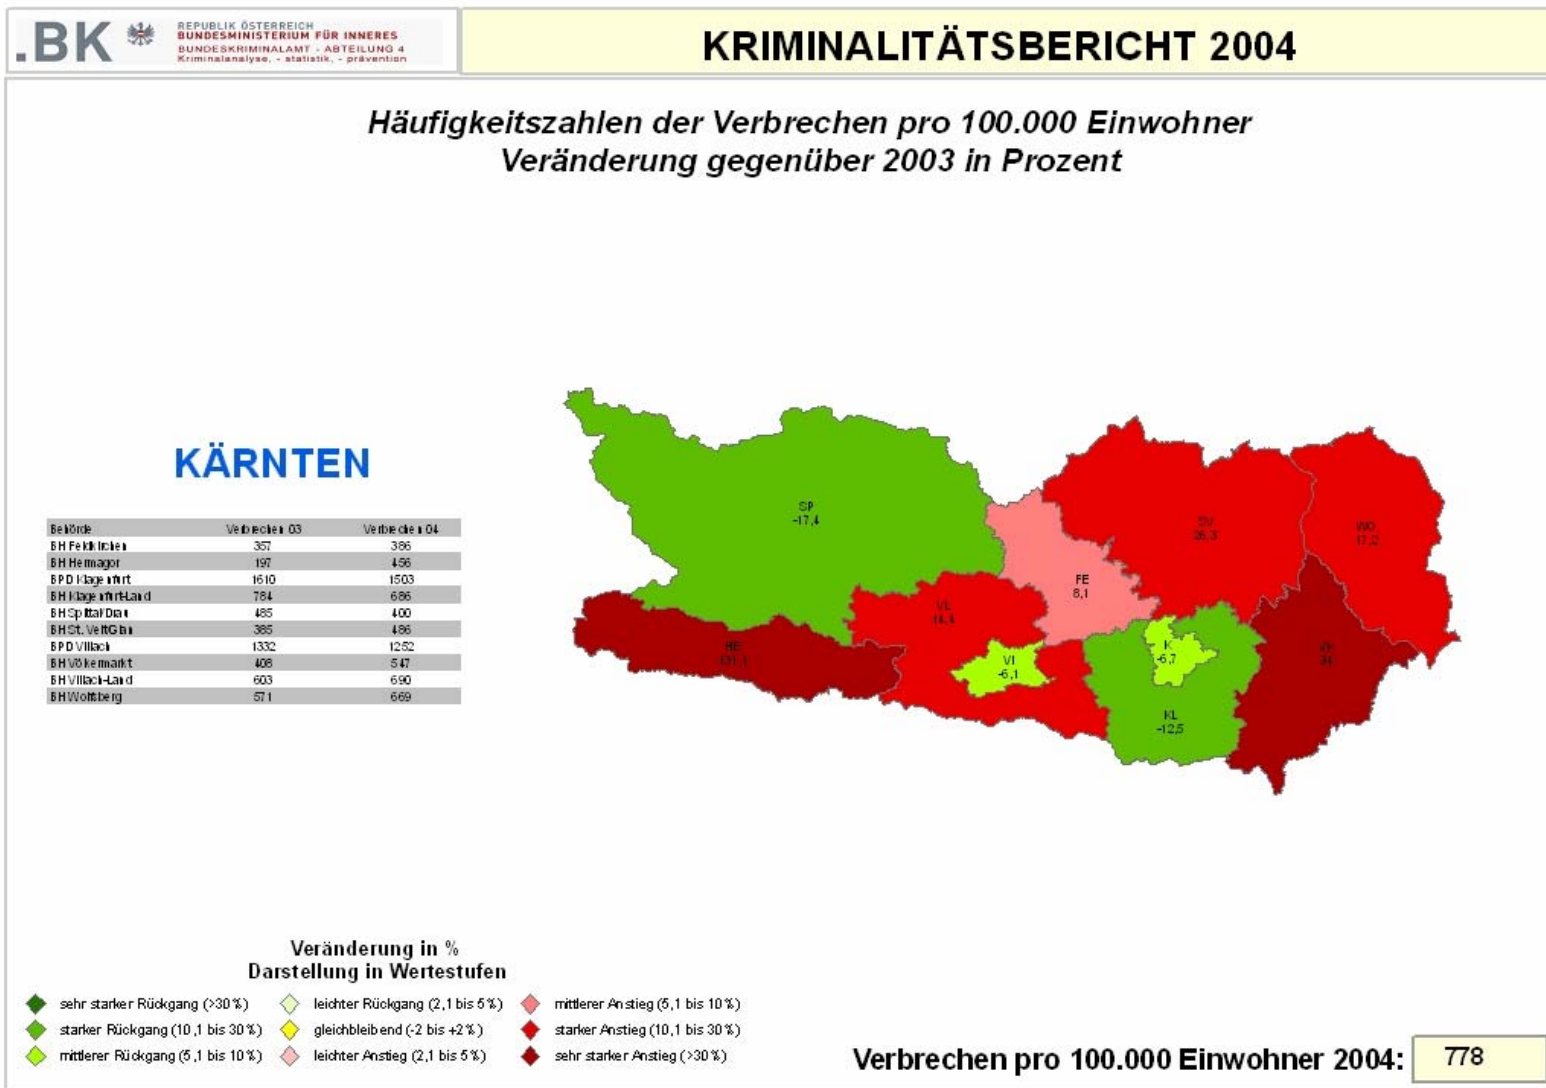 .BK
REPUBLIK ÖSTERREICH
BUNDESMINISTERIUM FÜR INNERES
BUNDESKRIMINALAMT - ABTEILUNG 4
Kriminalanalyse, - statistik, - prävention
KRIMINALITÄTSBERICHT 2004
Häufigkeitszahlen der Verbrechen pro 100.000 Einwohner
Veränderung gegenüber 2003 in Prozent
KÄRNTEN
Behörde Verbrechen 03 Verbrechen 04
BH Feldkirchen 357 386
BH Hermagor 197 456
BPD Klagenfurt 1610 1503
BH Klagenfurt-Land 784 686
BH Spittal/Drau 485 400
BH St. Veit/Glan 385 486
BPD Villach 1332 1252
BH Völkermarkt 408 547
BH Villach-Land 603 690
BH Wolfsberg 571 669
SP
-17,4
SV
26,3
WO
17,2
FE
8,1
VL
14,4
HE
VI
-6,1
K
-6,7
VK
34
KL
-12,5
Veränderung in %
Darstellung in Wertestufen
sehr starker Rückgang (>30%) leichter Rückgang (2,1 bis 5%) mittlerer Anstieg (5,1 bis 10%)
starker Rückgang (10,1 bis 30%) gleichbleibend (-2 bis +2%) starker Anstieg (10,1 bis 30%)
mittlerer Rückgang (5,1 bis 10%) leichter Anstieg (2,1 bis 5%) sehr starker Anstieg (>30%)
Verbrechen pro 100.000 Einwohner 2004: 778